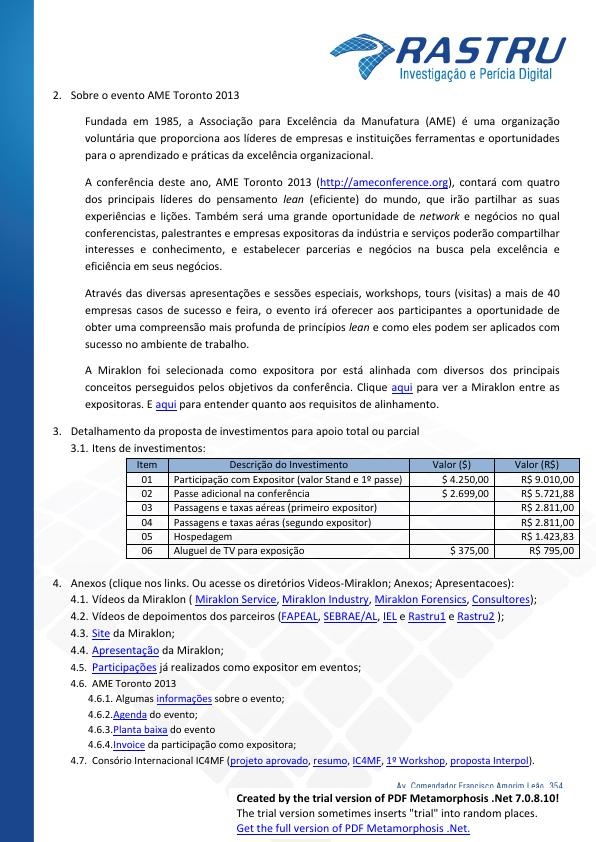 RASTRU
Investigação e Perícia Digital
2. Sobre o evento AME Toronto 2013
Fundada em 1985, a Associação para Excelência da Manufatura (AME) é uma organização
voluntária que proporciona aos líderes de empresas e instituições ferramentas e oportunidades
para o aprendizado e práticas da excelência organizacional.
A conferência deste ano, AME Toronto 2013 (http://ameconference.org), contará com quatro
dos principais líderes do pensamento lean (eficiente) do mundo, que irão partilhar as suas
experiências e lições. Também será uma grande oportunidade de network e negócios no qual
conferencistas, palestrantes e empresas expositoras da indústria e serviços poderão compartilhar
interesses e conhecimento, e estabelecer parcerias e negócios na busca pela excelência e
eficiência em seus negócios.
Através das diversas apresentações e sessões especiais, workshops, tours (visitas) a mais de 40
empresas casos de sucesso e feira, o evento irá oferecer aos participantes a oportunidade de
obter uma compreensão mais profunda de princípios lean e como eles podem ser aplicados com
sucesso no ambiente de trabalho.
A Miraklon foi selecionada como expositora por está alinhada com diversos dos principais
conceitos perseguidos pelos objetivos da conferência. Clique aqui para ver a Miraklon entre as
expositoras. E aqui para entender quanto aos requisitos de alinhamento.
3. Detalhamento da proposta de investimentos para apoio total ou parcial
3.1. Itens de investimentos:
Item Descrição do Investimento Valor ($) Valor (R$)
01 Participação com Expositor (valor Stand e 1º passe) $ 4.250,00 R$ 9.010,00
02 Passe adicional na conferência $ 2.699,00 R$ 5.721,88
03 Passagens e taxas aéreas (primeiro expositor) R$ 2.811,00
04 Passagens e taxas aéras (segundo expositor) R$ 2.811,00
05 Hospedagem R$ 1.423,83
06 Aluguel de TV para exposição $ 375,00 R$ 795,00
4. Anexos (clique nos links. Ou acesse os diretórios Videos-Miraklon; Anexos; Apresentacoes):
4.1. Vídeos da Miraklon ( Miraklon Service, Miraklon Industry, Miraklon Forensics, Consultores);
4.2. Vídeos de depoimentos dos parceiros (FAPEAL, SEBRAE/AL, IEL e Rastru1 e Rastru2 );
4.3. Site da Miraklon;
4.4. Apresentação da Miraklon;
4.5. Participações já realizados como expositor em eventos;
4.6. AME Toronto 2013
4.6.1. Algumas informações sobre o evento;
4.6.2.Agenda do evento;
4.6.3.Planta baixa do evento
4.6.4.Invoice da participação como expositora;
4.7. Consórcio Internacional IC4MF (projeto aprovado, resumo, IC4MF, 1º Workshop, proposta Interpol).
Av. Comendador Francisco Amorim Leão, 354
Created by the trial version of PDF Metamorphosis .Net 7.0.8.10!
The trial version sometimes inserts "trial" into random places.
Get the full version of PDF Metamorphosis .Net.